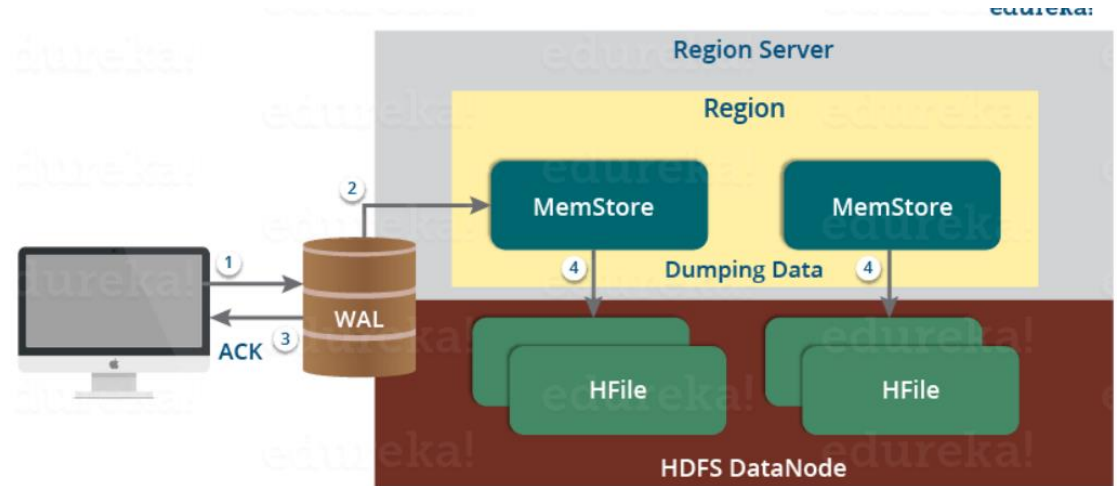 edureka!
Region Server
Region
2
MemStore
MemStore
1
4
Dumping Data
4
WAL
3
ACK
HFile
HFile
HDFS DataNode